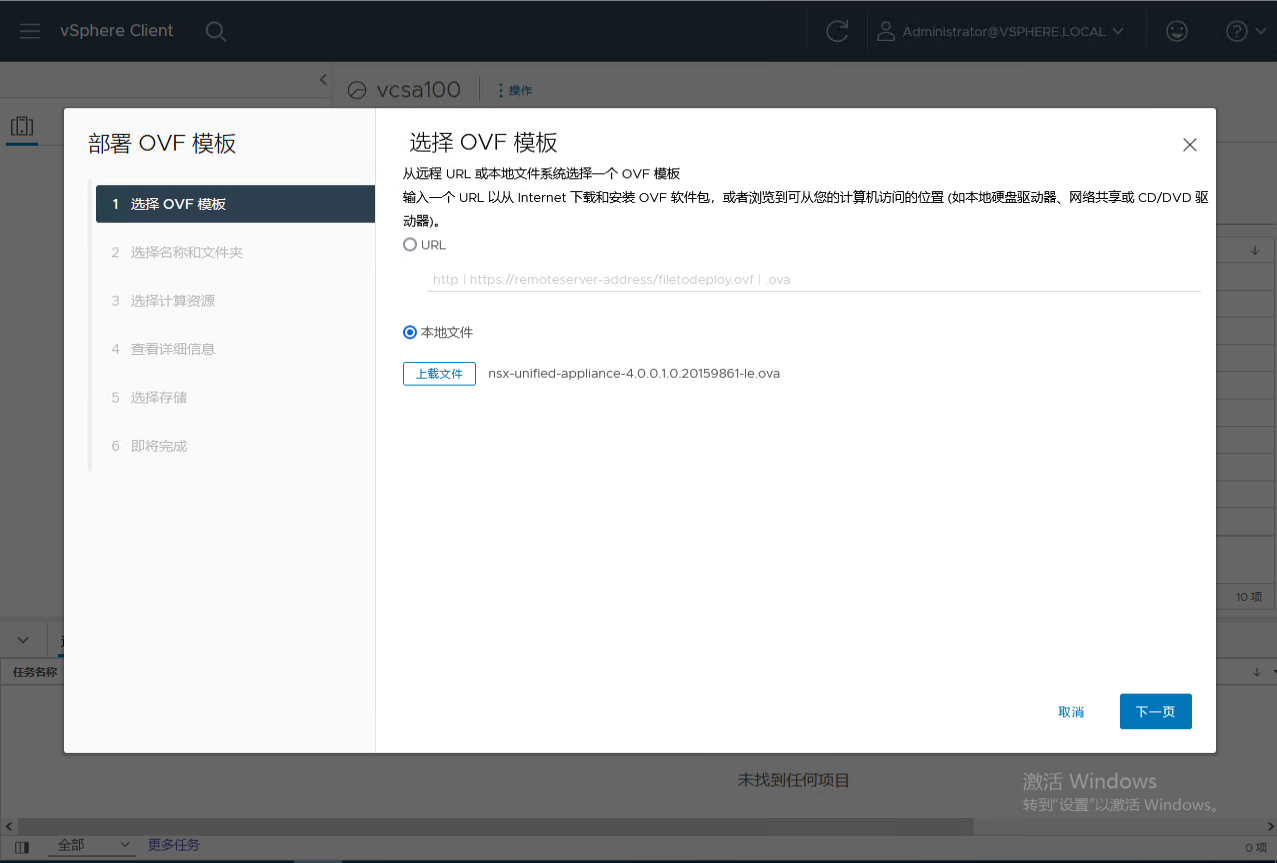 vSphere Client
Administrator@VSPHERE.LOCAL
vcsa100
操作
部署 OVF 模板
1 选择 OVF 模板
2 选择名称和文件夹
3 选择计算资源
4 查看详细信息
5 选择存储
6 即将完成
选择 OVF 模板
从远程 URL 或本地文件系统选择一个 OVF 模板
输入一个 URL 以从 Internet 下载和安装 OVF 软件包，或者浏览到可从您的计算机访问的位置 (如本地硬盘驱动器、网络共享或 CD/DVD 驱
动器)。
URL
http | https://remoteserver-address/filetodeploy.ovf | .ova
本地文件
上载文件 nsx-unified-appliance-4.0.0.1.0.20159861-le.ova
取消 下一页
10 项
任务名称
未找到任何项目
激活 Windows
转到"设置"以激活 Windows。
全部 更多任务
0 项